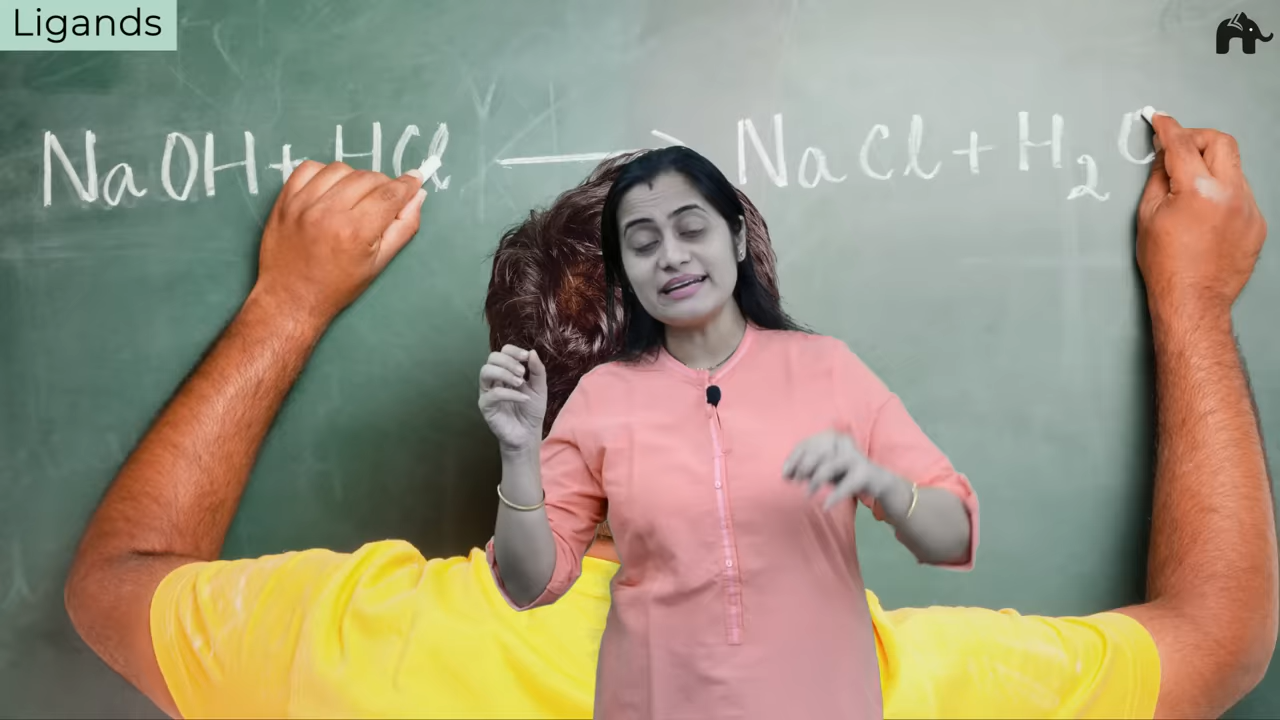 Ligands
NaOH + HCl → NaCl + H₂O